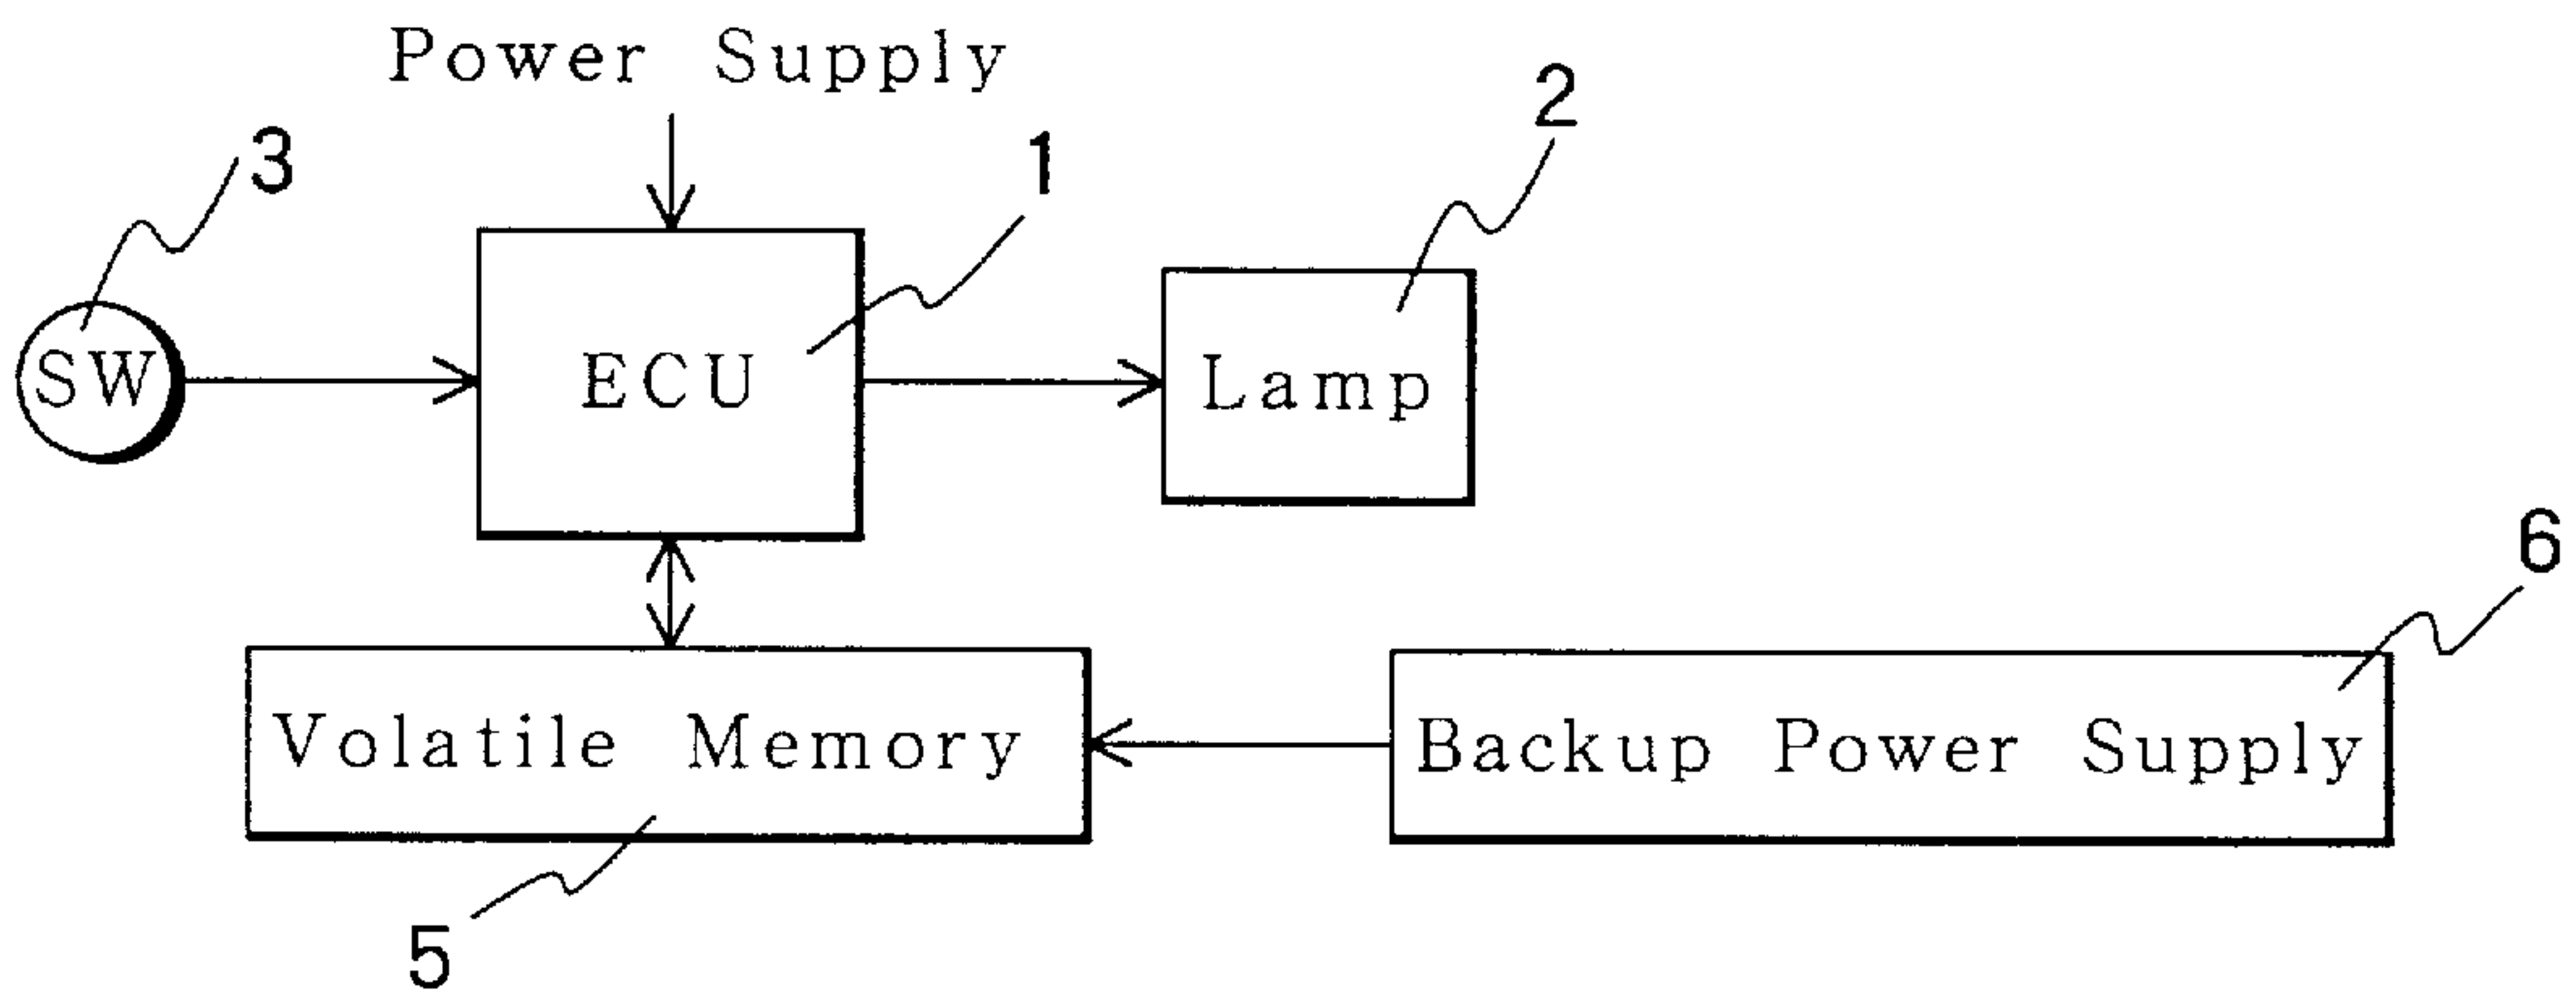 Power Supply
2
3
1
SW
ECU
Lamp
6
Volatile Memory
Backup Power Supply
5